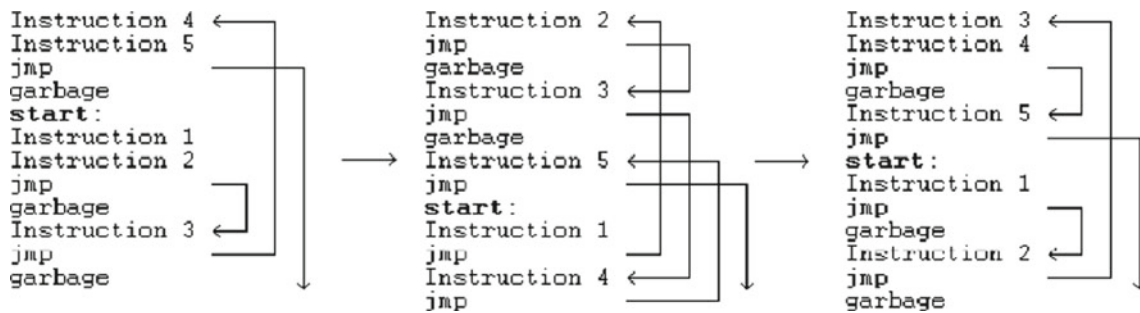 Instruction 4
Instruction 5
jmp
garbage
start:
Instruction 1
Instruction 2
jmp
garbage
Instruction 3
jmp
garbage
Instruction 2
jmp
garbage
Instruction 3
jmp
garbage
Instruction 5
jmp
start:
Instruction 1
jmp
Instruction 4
jmp
Instruction 3
Instruction 4
jmp
garbage
Instruction 5
jmp
start:
Instruction 1
jmp
garbage
Instruction 2
jmp
garbage